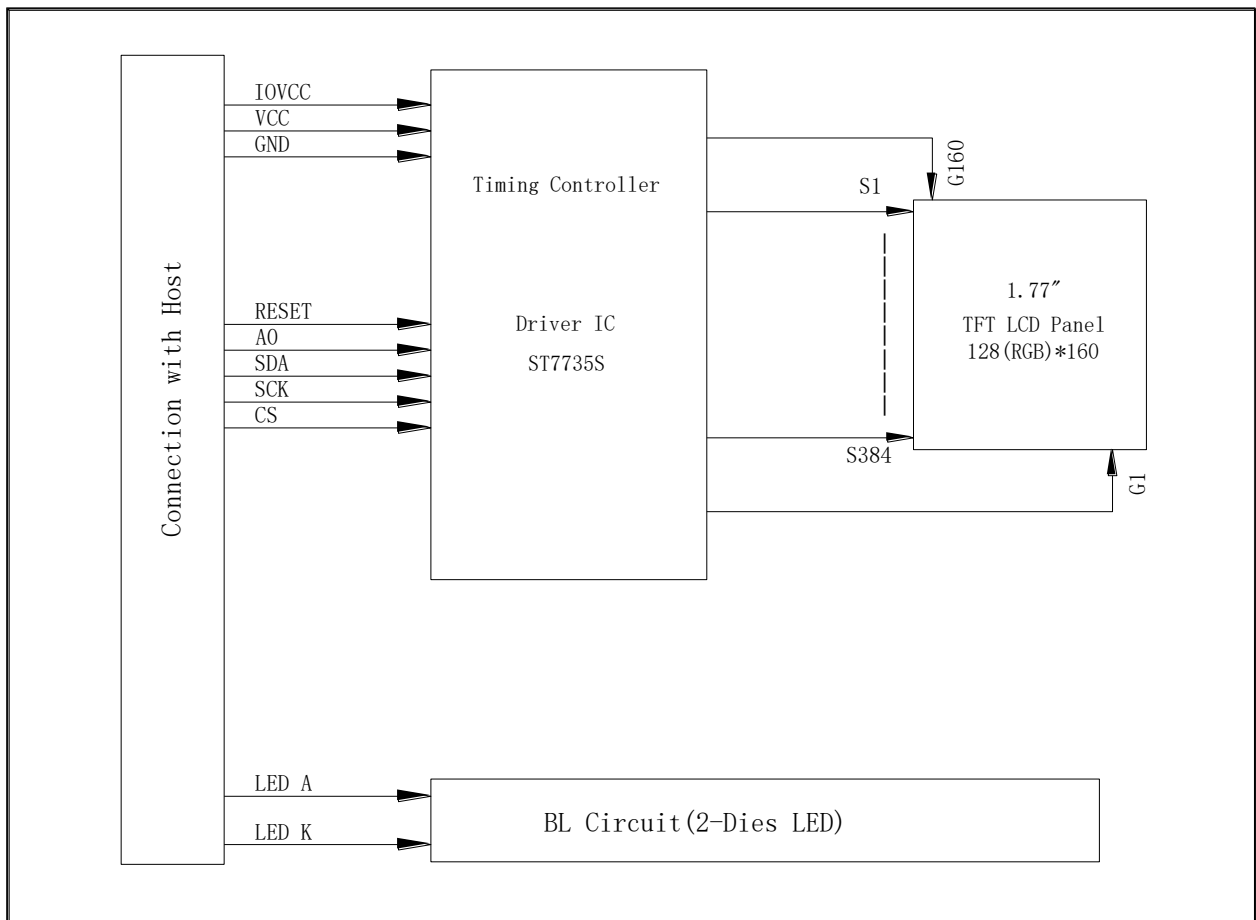 Connection with Host
IOVCC
VCC
GND
RESET
A0
SDA
SCK
CS
LED A
LED K
Timing Controller
Driver IC
ST7735S
G160
S1
S384
G1
1.77″
TFT LCD Panel
128(RGB)*160
BL Circuit(2-Dies LED)